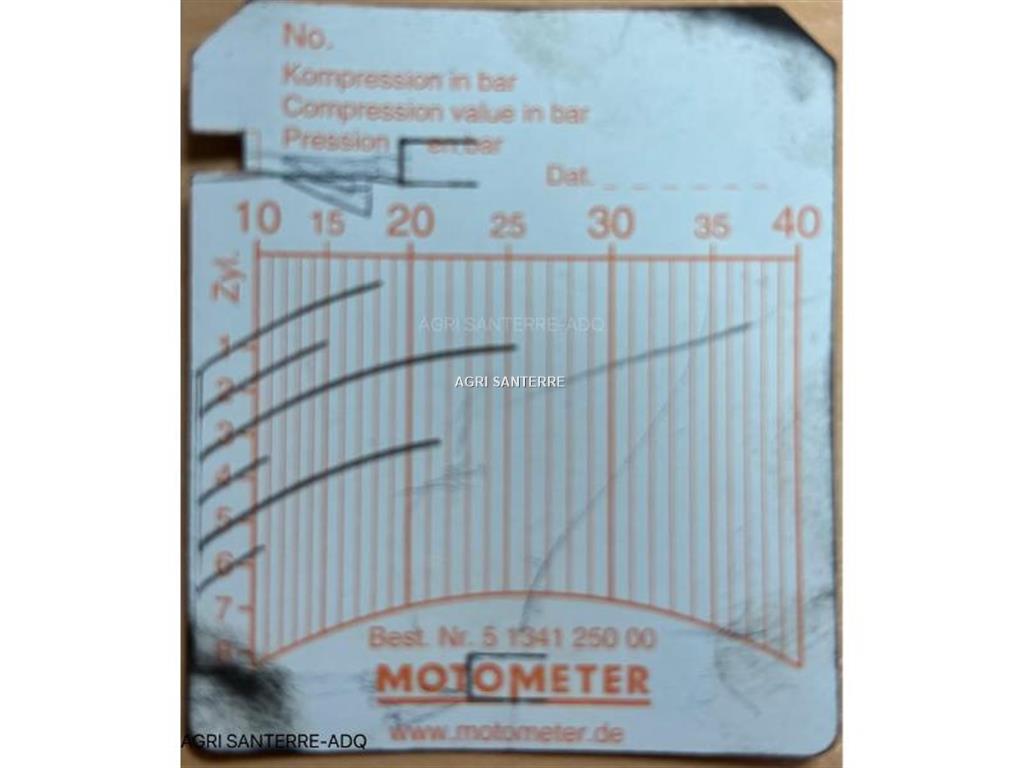 No.
Kompression in bar
Compression value in bar
Pression en bar
Dat.
10 15 20 25 30 35 40
Zyl.
AGRI SANTERRE-ADQ
1
2
AGRI SANTERRE
3
4
5
6
7
8
Best. Nr. 5 1341 250 00
MOTOMETER
www.motometer.de
AGRI SANTERRE-ADQ